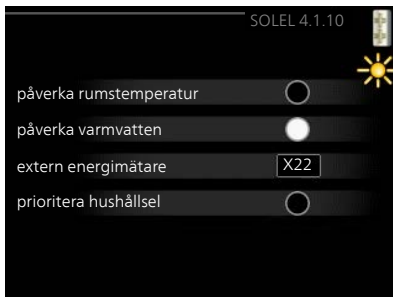 SOLEL 4.1.10
påverka rumstemperatur
påverka varmvatten
extern energimätare X22
prioritera hushållsel